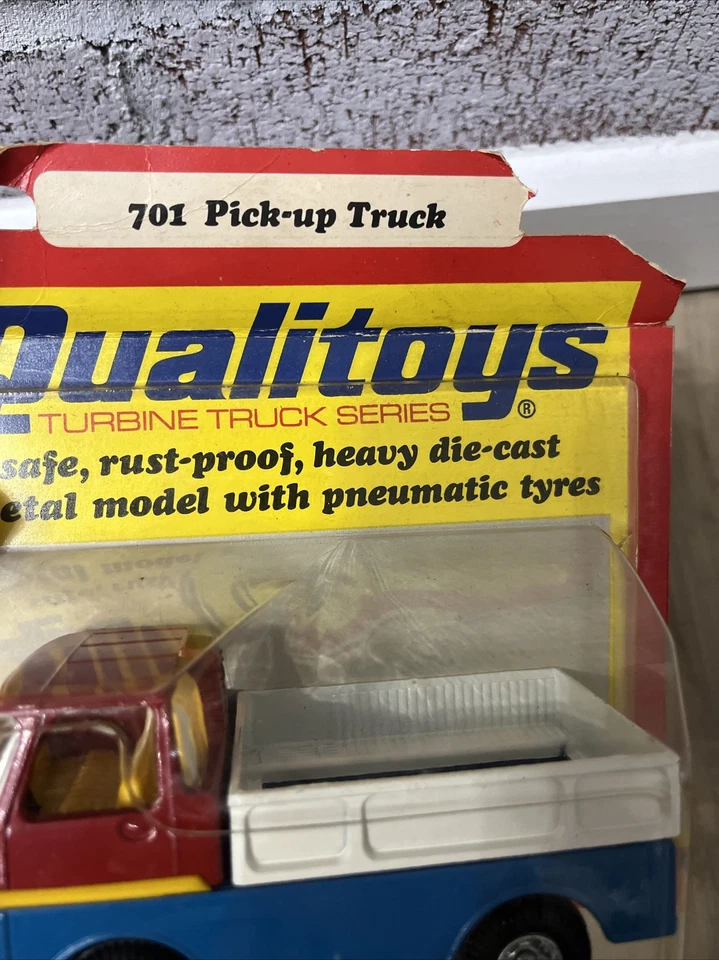 701 Pick-up Truck
Qualitoys
TURBINE TRUCK SERIES ®
safe, rust-proof, heavy die-cast
etal model with pneumatic tyres